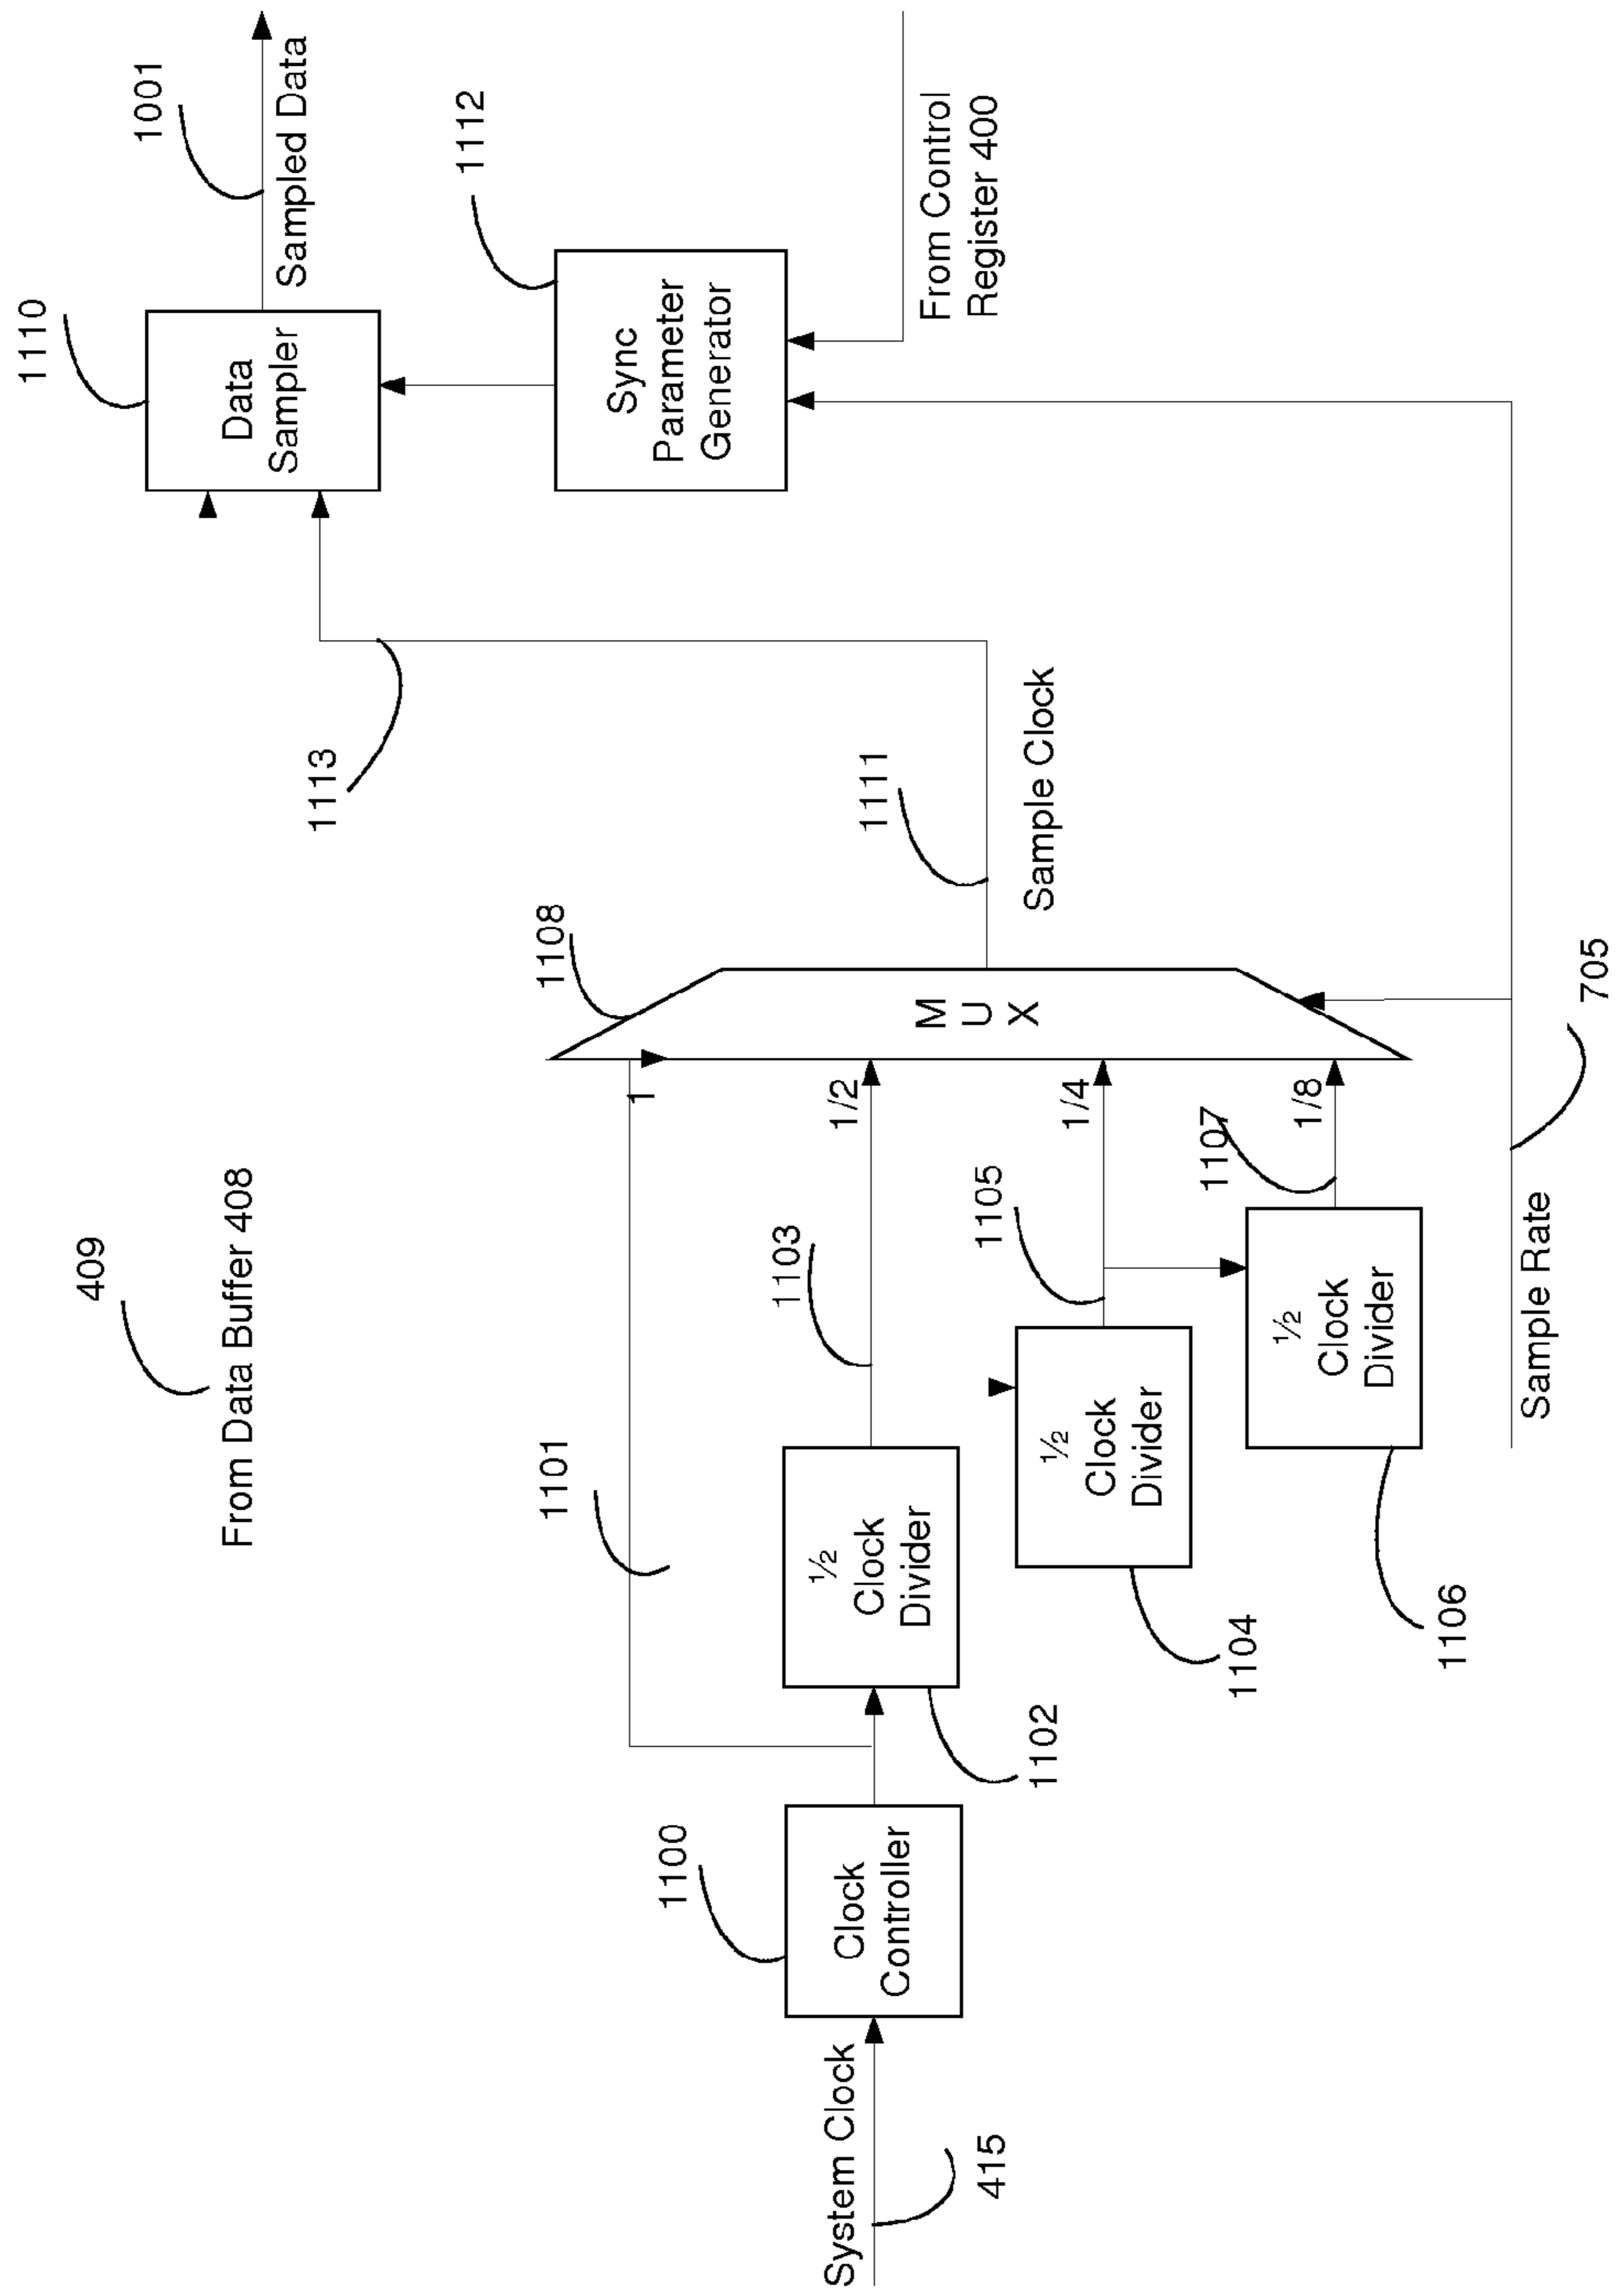 409
From Data Buffer 408
1110
Data
Sampler
1001
Sampled Data
1113
1112
Sync
Parameter
Generator
From Control
Register 400
1101
1108
1
1/2
1/4
1/8
M
U
X
1111
Sample Clock
System Clock
415
1100
Clock
Controller
1102
½
Clock
Divider
1103
1104
½
Clock
Divider
1105
1106
½
Clock
Divider
1107
Sample Rate
705